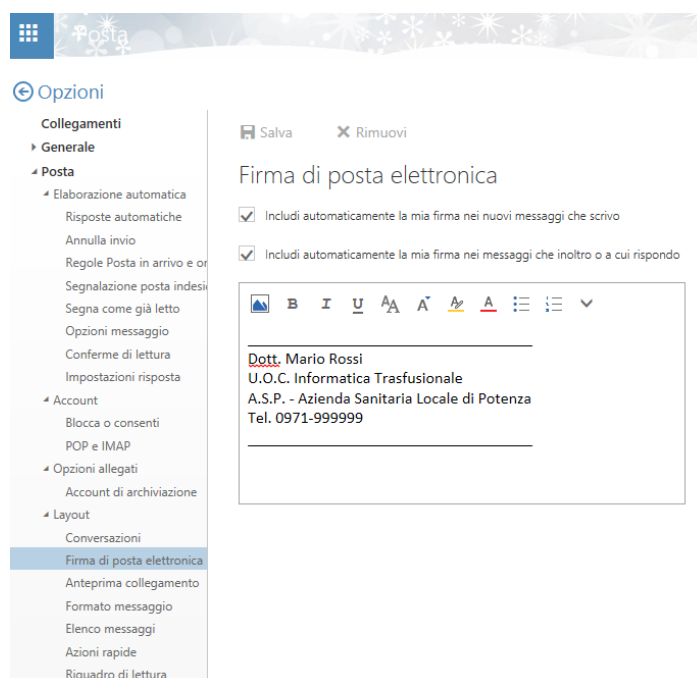 Posta
Opzioni
Collegamenti
Generale
Posta
Elaborazione automatica
Risposte automatiche
Annulla invio
Regole Posta in arrivo e or
Segnalazione posta indesi
Segna come già letto
Opzioni messaggio
Conferme di lettura
Impostazioni risposta
Account
Blocca o consenti
POP e IMAP
Opzioni allegati
Account di archiviazione
Layout
Conversazioni
Firma di posta elettronica
Anteprima collegamento
Formato messaggio
Elenco messaggi
Azioni rapide
Riquadro di lettura
Salva Rimuovi
Firma di posta elettronica
Includi automaticamente la mia firma nei nuovi messaggi che scrivo
Includi automaticamente la mia firma nei messaggi che inoltro o a cui rispondo
B I U AA A A A
Dott. Mario Rossi
U.O.C. Informatica Trasfusionale
A.S.P. - Azienda Sanitaria Locale di Potenza
Tel. 0971-999999